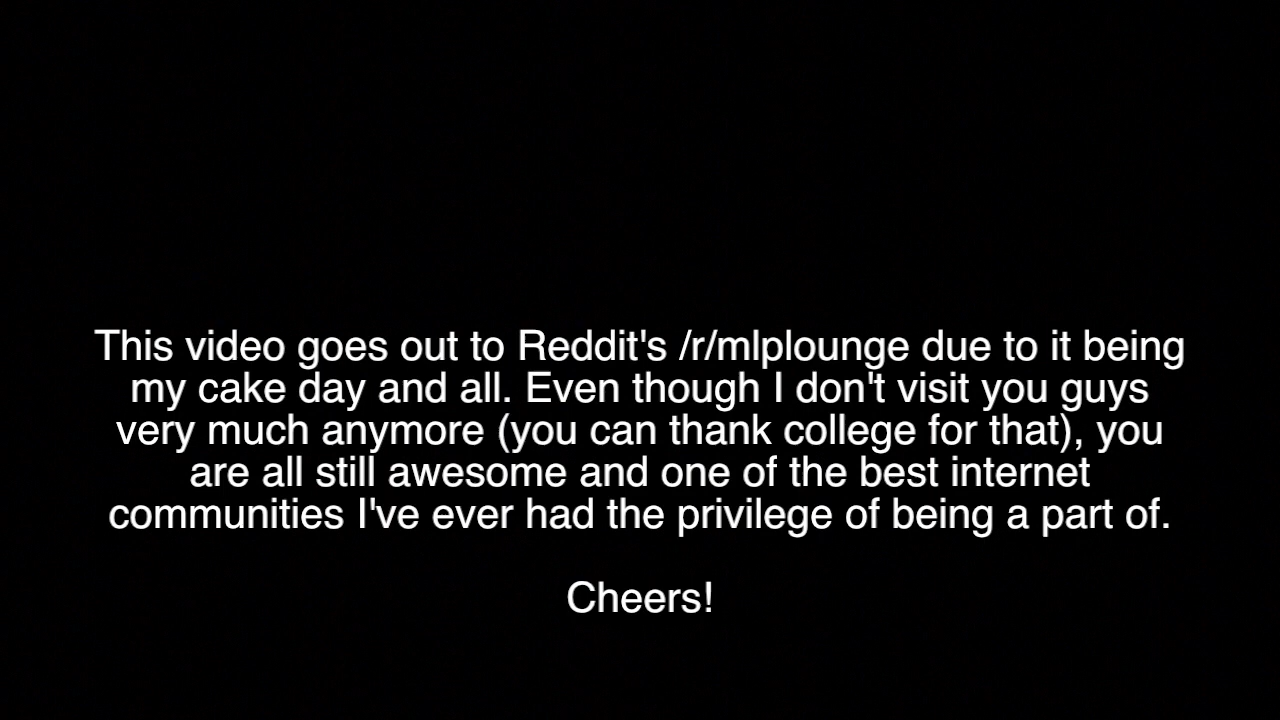 This video goes out to Reddit's /r/mlplounge due to it being
my cake day and all. Even though I don't visit you guys
very much anymore (you can thank college for that), you
are all still awesome and one of the best internet
communities I've ever had the privilege of being a part of.
Cheers!